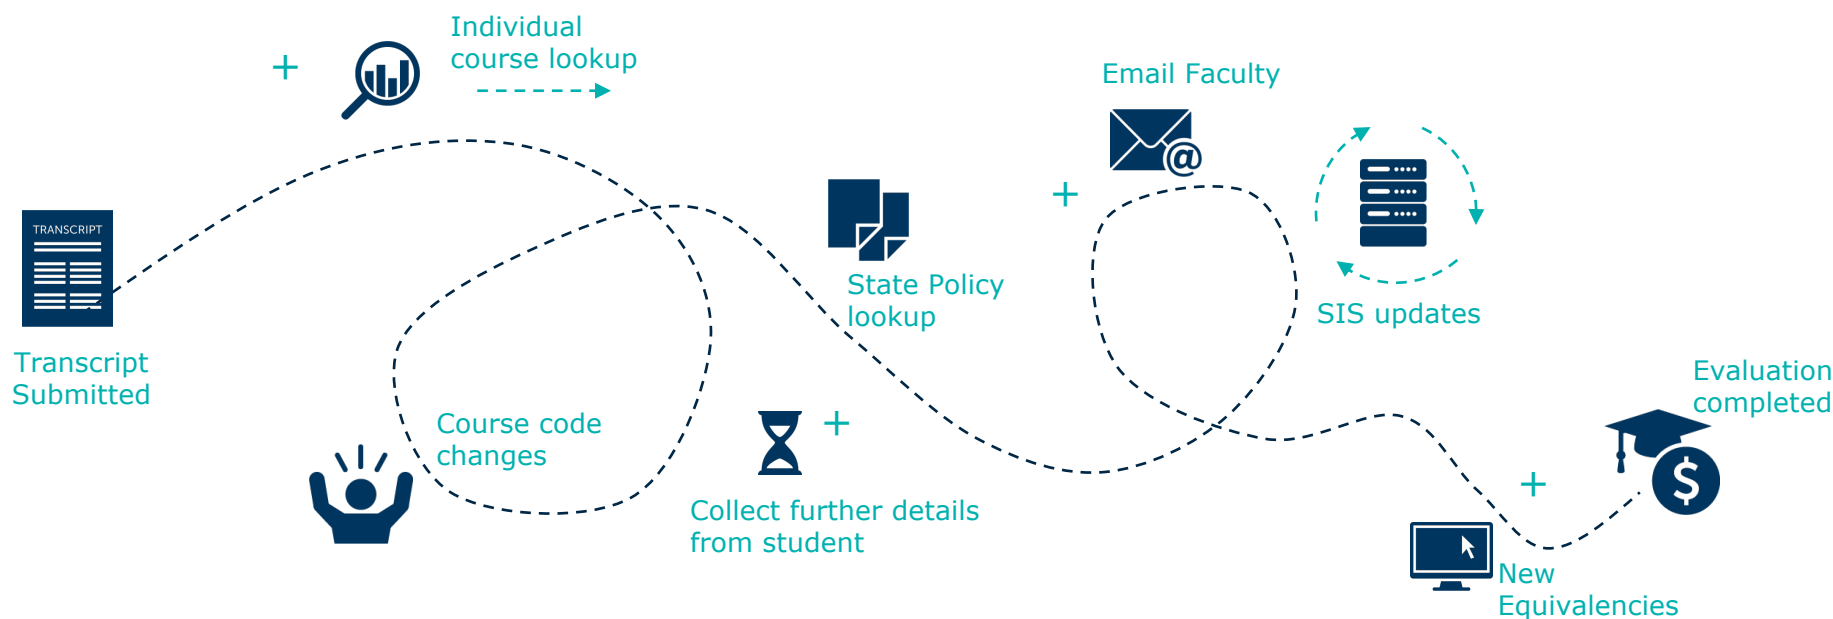 Individual
course lookup
+
TRANSCRIPT
Transcript
Submitted
Course code
changes
+
Collect further details
from student
State Policy
lookup
Email Faculty
@
+
SIS updates
Evaluation
completed
$
+
New
Equivalencies